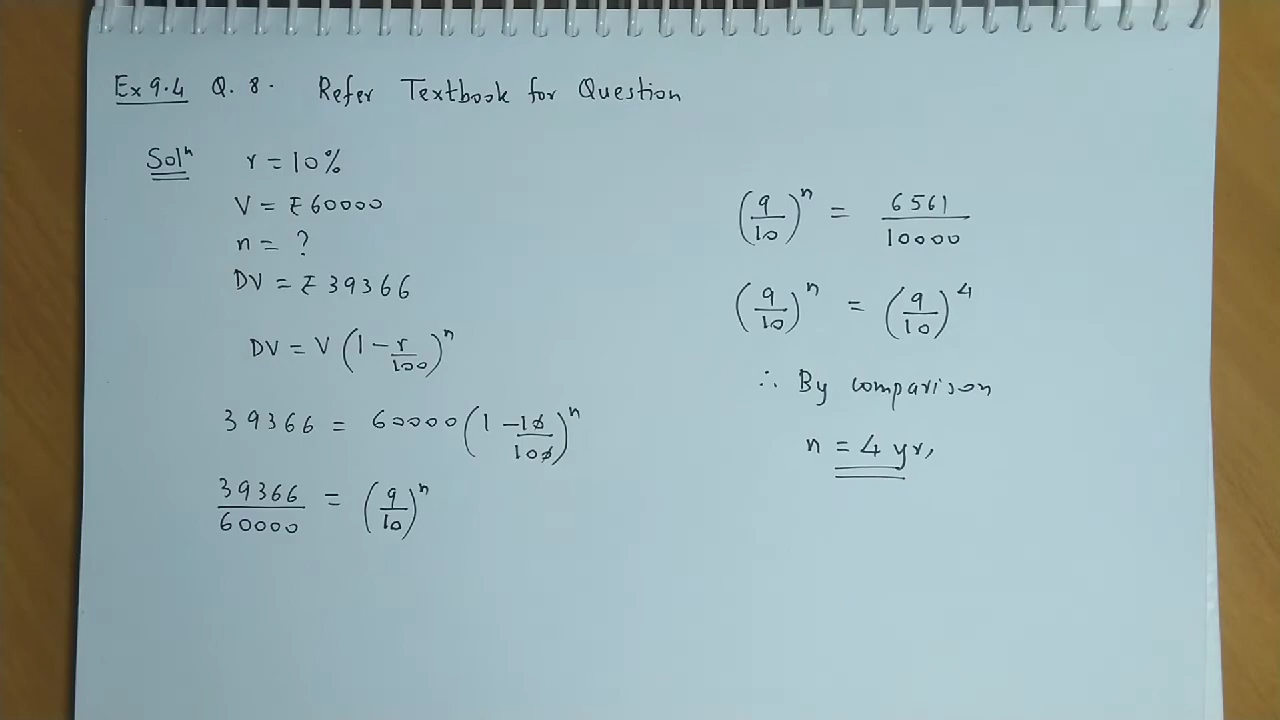 Ex 9.4 Q. 8. Refer Textbook for Question
Solⁿ r = 10%
V = ₹60000
n = ?
DV = ₹39366
DV = V (1 - r/100)ⁿ
39366 = 60000 (1 - 10/100)ⁿ
39366/60000 = (9/10)ⁿ
(9/10)ⁿ = 6561/10000
(9/10)ⁿ = (9/10)⁴
∴ By comparison
n = 4 yr,